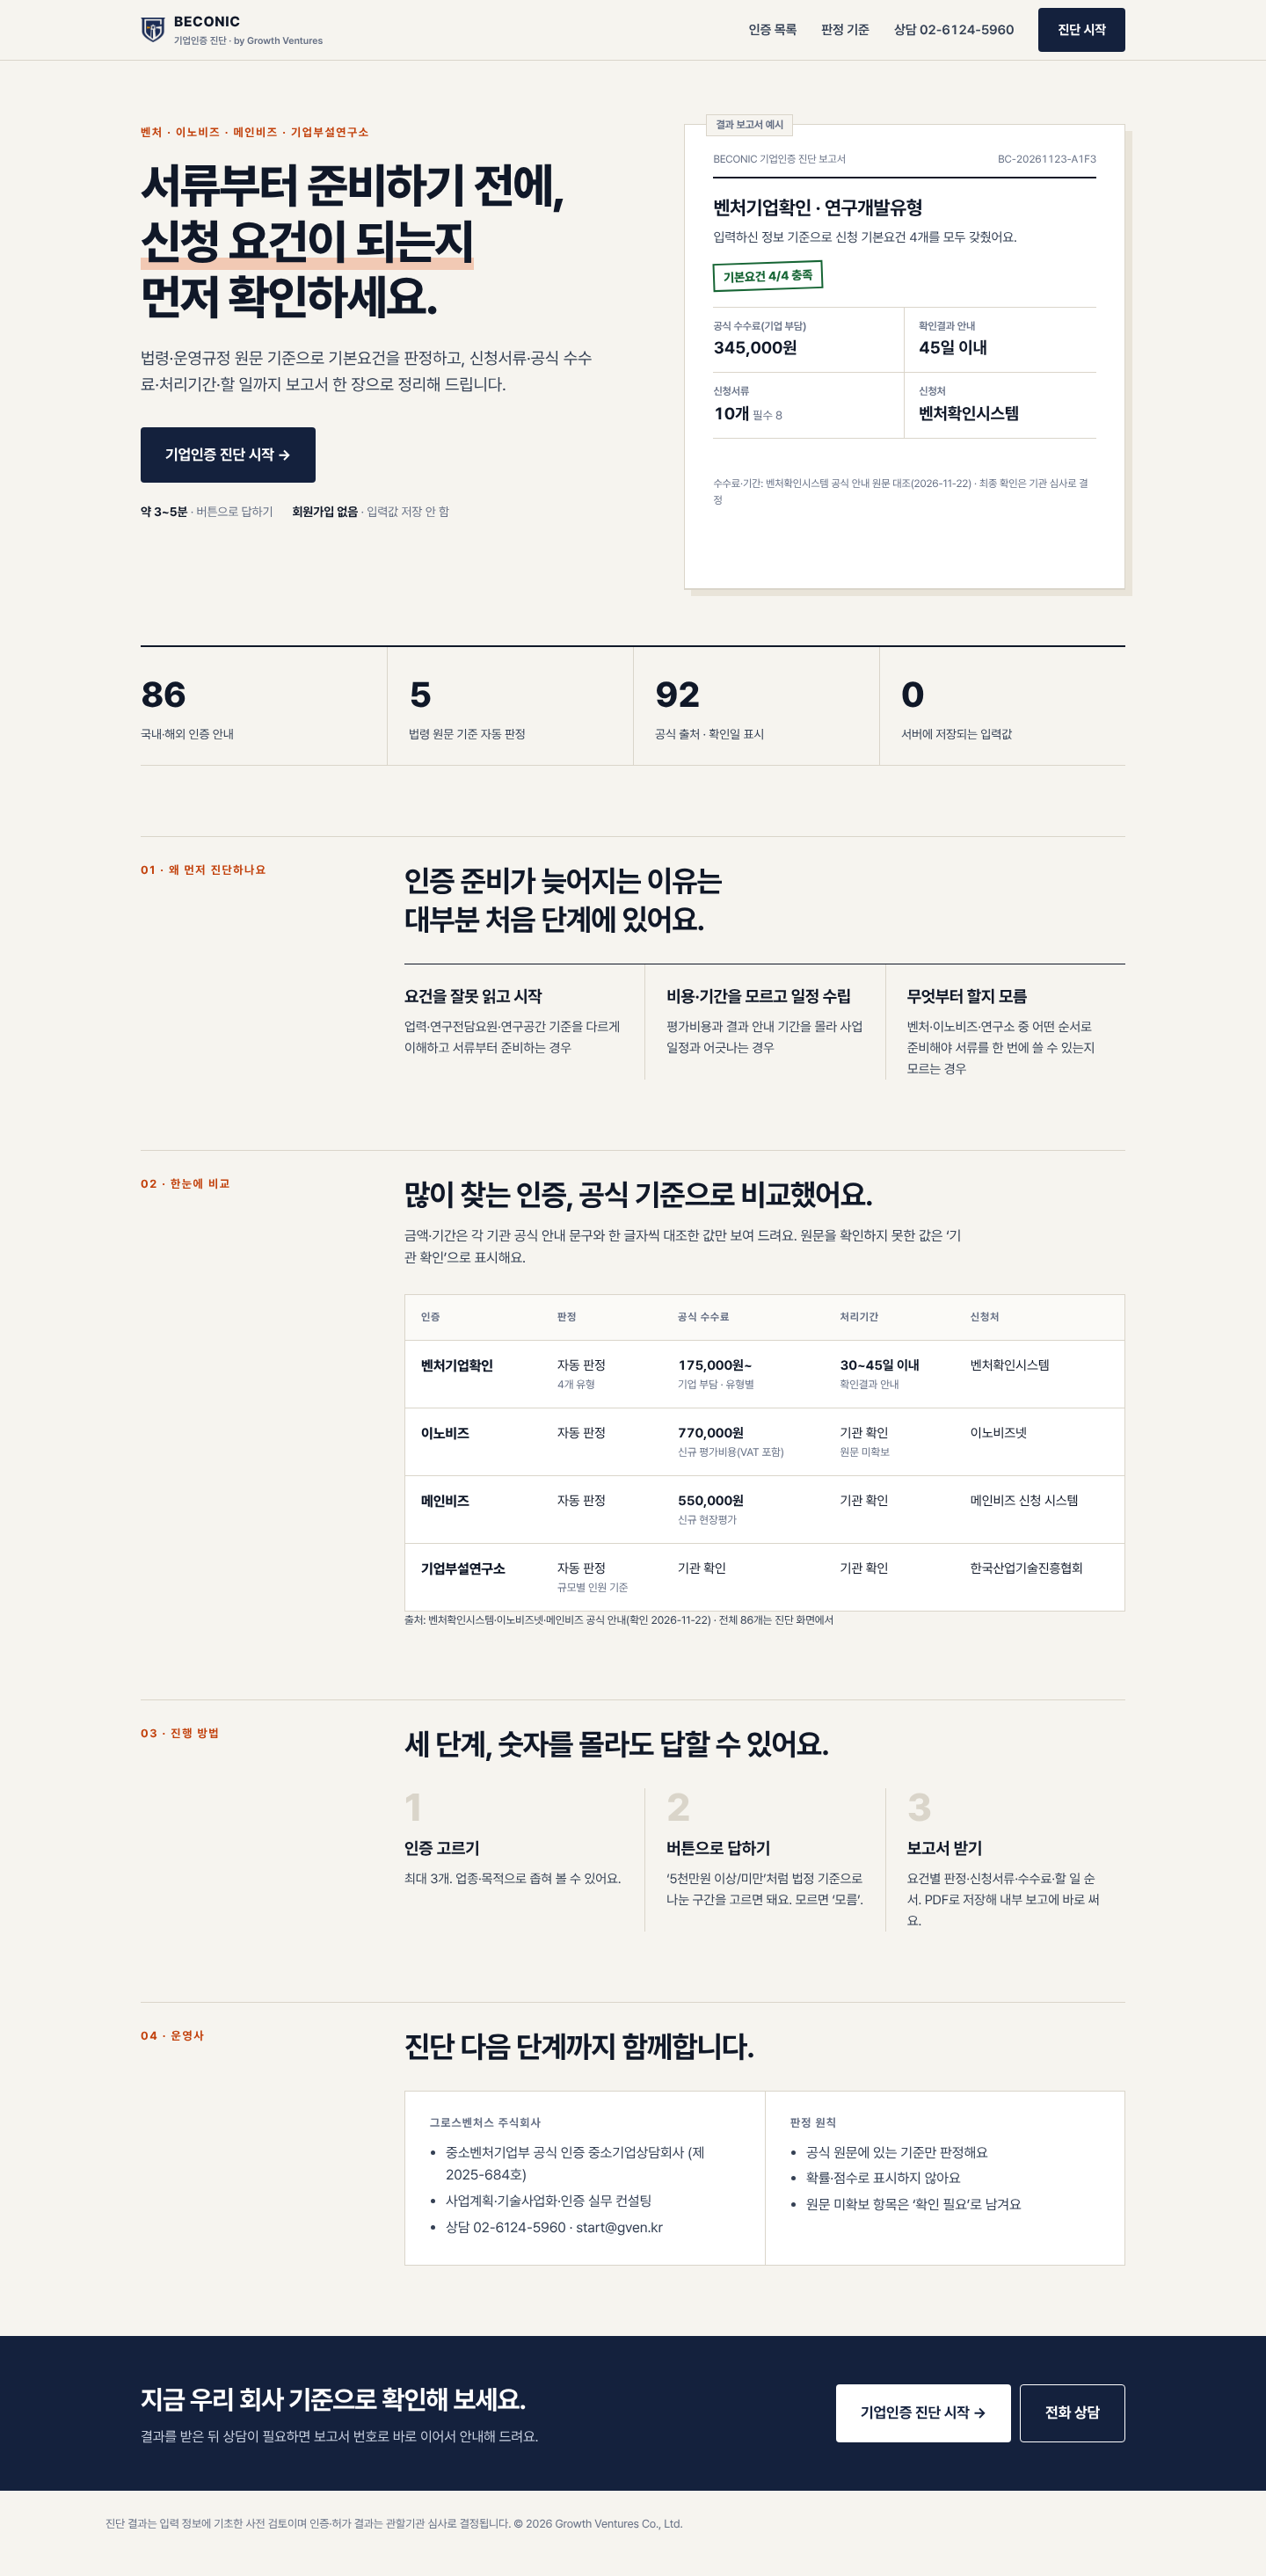 BECONIC
기업인증 진단 · by Growth Ventures
인증 목록
판정 기준
상담 02-6124-5960
진단 시작
벤처 · 이노비즈 · 메인비즈 · 기업부설연구소
서류부터 준비하기 전에,
신청 요건이 되는지
먼저 확인하세요.
법령·운영규정 원문 기준으로 기본요건을 판정하고, 신청서류·공식 수수
료·처리기간·할 일까지 보고서 한 장으로 정리해 드립니다.
기업인증 진단 시작 →
약 3~5분 · 버튼으로 답하기
회원가입 없음 · 입력값 저장 안 함
결과 보고서 예시
BECONIC 기업인증 진단 보고서
BC-20261123-A1F3
벤처기업확인 · 연구개발유형
입력하신 정보 기준으로 신청 기본요건 4개를 모두 갖췄어요.
기본요건 4/4 충족
공식 수수료(기업 부담)
345,000원
확인결과 안내
45일 이내
신청서류
10개 필수 8
신청처
벤처확인시스템
수수료·기간: 벤처확인시스템 공식 안내 원문 대조(2026-11-22) · 최종 확인은 기관 심사로 결
정
86
국내·해외 인증 안내
5
법령 원문 기준 자동 판정
92
공식 출처 · 확인일 표시
0
서버에 저장되는 입력값
01 · 왜 먼저 진단하나요
인증 준비가 늦어지는 이유는
대부분 처음 단계에 있어요.
요건을 잘못 읽고 시작
업력·연구전담요원·연구공간 기준을 다르게
이해하고 서류부터 준비하는 경우
비용·기간을 모르고 일정 수립
평가비용과 결과 안내 기간을 몰라 사업
일정과 어긋나는 경우
무엇부터 할지 모름
벤처·이노비즈·연구소 중 어떤 순서로
준비해야 서류를 한 번에 쓸 수 있는지
모르는 경우
02 · 한눈에 비교
많이 찾는 인증, 공식 기준으로 비교했어요.
금액·기간은 각 기관 공식 안내 문구와 한 글자씩 대조한 값만 보여 드려요. 원문을 확인하지 못한 값은 ‘기
관 확인’으로 표시해요.
인증
판정
공식 수수료
처리기간
신청처
벤처기업확인
자동 판정
4개 유형
175,000원~
기업 부담 · 유형별
30~45일 이내
확인결과 안내
벤처확인시스템
이노비즈
자동 판정
770,000원
신규 평가비용(VAT 포함)
기관 확인
원문 미확보
이노비즈넷
메인비즈
자동 판정
550,000원
신규 현장평가
기관 확인
메인비즈 신청 시스템
기업부설연구소
자동 판정
규모별 인원 기준
기관 확인
기관 확인
한국산업기술진흥협회
출처: 벤처확인시스템·이노비즈넷·메인비즈 공식 안내(확인 2026-11-22) · 전체 86개는 진단 화면에서
03 · 진행 방법
세 단계, 숫자를 몰라도 답할 수 있어요.
1
인증 고르기
최대 3개. 업종·목적으로 좁혀 볼 수 있어요.
2
버튼으로 답하기
‘5천만원 이상/미만’처럼 법정 기준으로
나눈 구간을 고르면 돼요. 모르면 ‘모름’.
3
보고서 받기
요건별 판정·신청서류·수수료·할 일 순
서. PDF로 저장해 내부 보고에 바로 써
요.
04 · 운영사
진단 다음 단계까지 함께합니다.
그로스벤처스 주식회사
• 중소벤처기업부 공식 인증 중소기업상담회사 (제
2025-684호)
• 사업계획·기술사업화·인증 실무 컨설팅
• 상담 02-6124-5960 · start@gven.kr
판정 원칙
• 공식 원문에 있는 기준만 판정해요
• 확률·점수로 표시하지 않아요
• 원문 미확보 항목은 ‘확인 필요’로 남겨요
지금 우리 회사 기준으로 확인해 보세요.
결과를 받은 뒤 상담이 필요하면 보고서 번호로 바로 이어서 안내해 드려요.
기업인증 진단 시작 →
전화 상담
진단 결과는 입력 정보에 기초한 사전 검토이며 인증·허가 결과는 관할기관 심사로 결정됩니다. © 2026 Growth Ventures Co., Ltd.